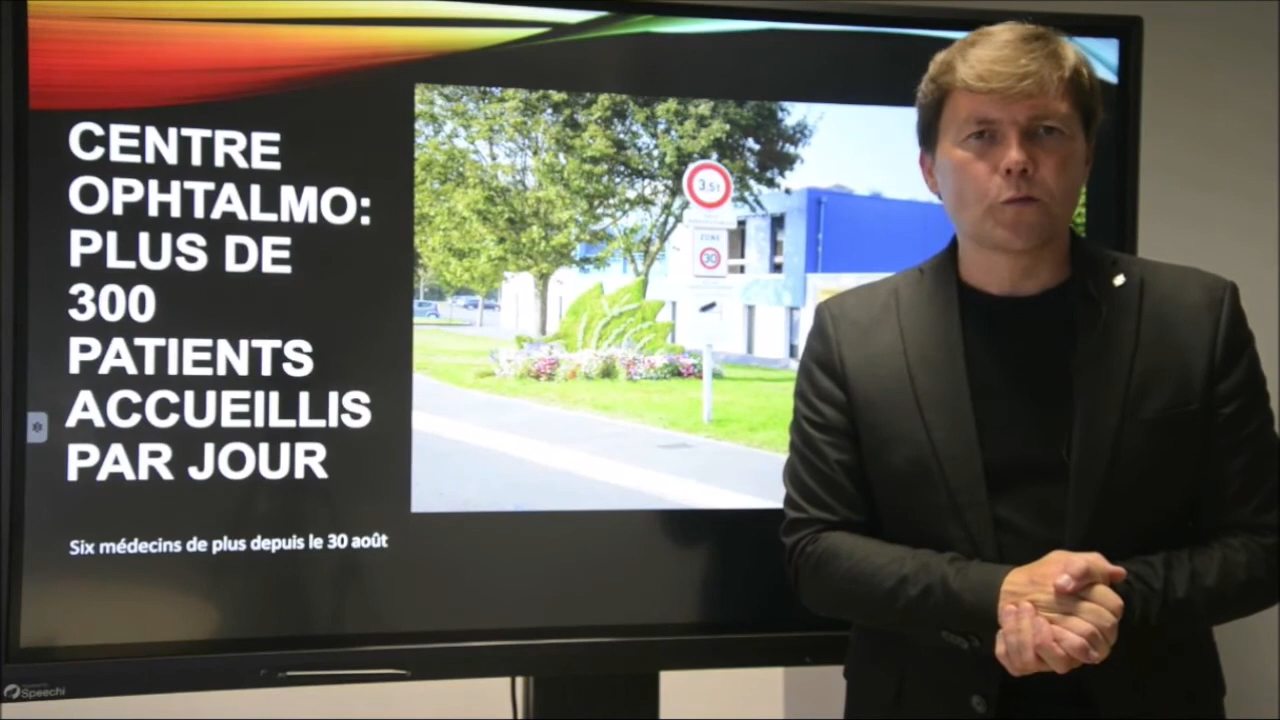 CENTRE
OPHTALMO:
PLUS DE
300
PATIENTS
ACCUEILLIS
PAR JOUR
Six médecins de plus depuis le 30 août
3,5t
ZONE
30
Speechi